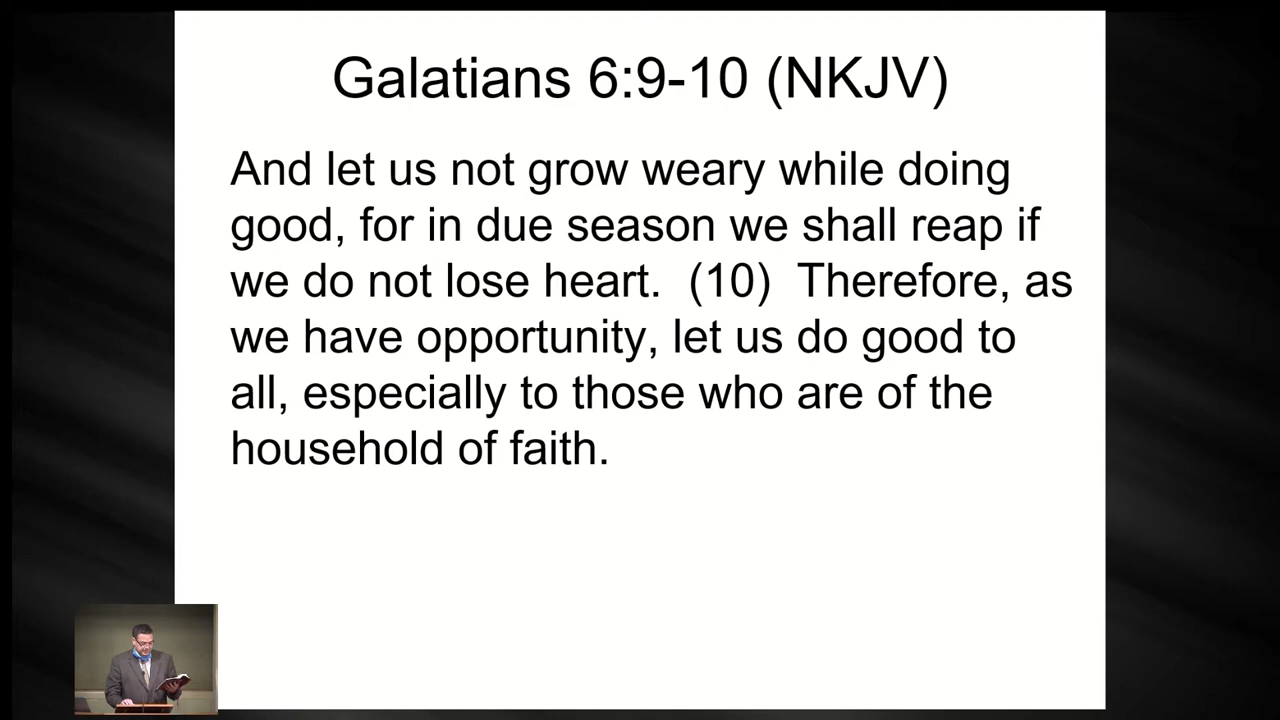 Galatians 6:9-10 (NKJV)
And let us not grow weary while doing
good, for in due season we shall reap if
we do not lose heart.  (10)  Therefore, as
we have opportunity, let us do good to
all, especially to those who are of the
household of faith.